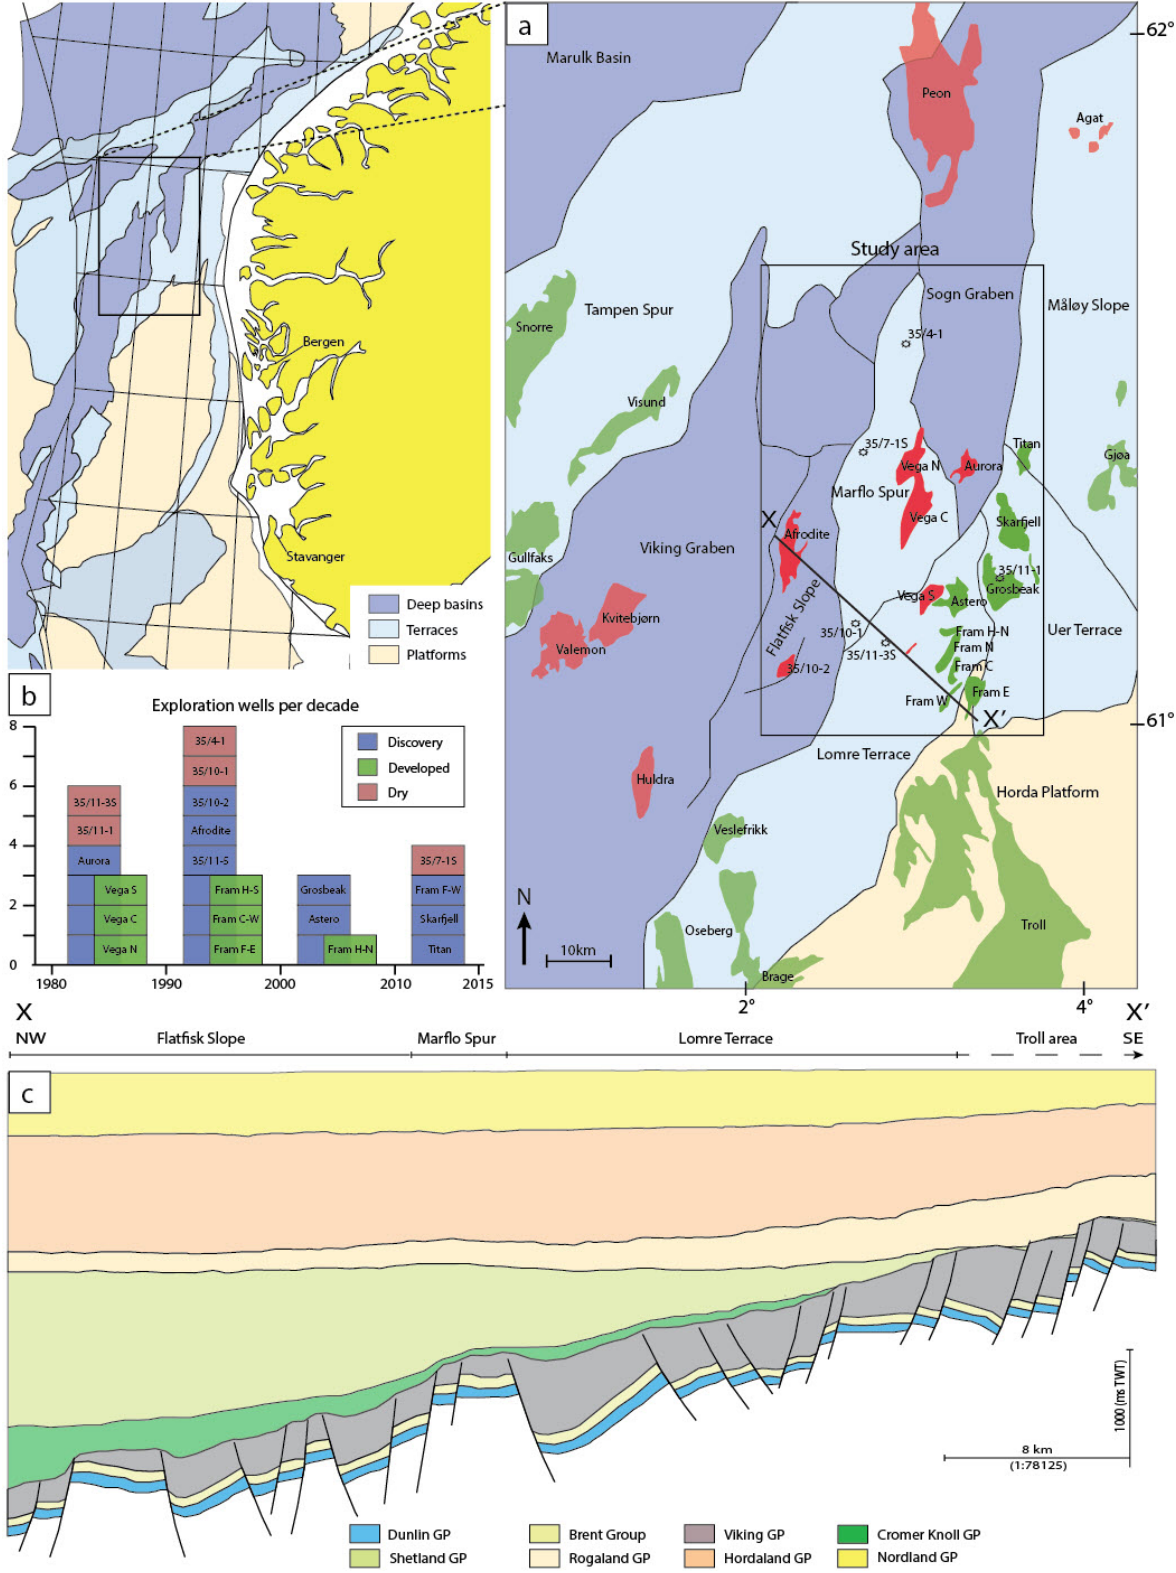 a
62°
Marulk Basin
Peon
Agat
Study area
Tampen Spur
Sogn Graben
Måløy Slope
Snorre
35/4-1
Visund
35/7-1S
Titan
Vega N
Aurora
Gjøa
Marflo Spur
Vega C
Skarfjell
X
Afrodite
Gullfaks
Viking Graben
35/11-1
Grosbeak
Vega S
Astero
Kvitebjørn
Flatfisk Slope
35/10-1
Fram H-N
Uer Terrace
Valemon
35/11-3S
Fram N
35/10-2
Fram C
Fram W
Fram E
X'
61°
Lomre Terrace
Huldra
Horda Platform
Veslefrikk
N
Oseberg
Troll
10km
Brage
2°
4°
Bergen
Stavanger
Deep basins
Terraces
Platforms
b
Exploration wells per decade
8
6
4
2
0
1980
1990
2000
2010
2015
Discovery
Developed
Dry
35/11-3S
35/11-1
Aurora
Vega S
Vega C
Vega N
35/4-1
35/10-1
35/10-2
Afrodite
35/11-5
Fram H-S
Fram C-W
Fram F-E
Grosbeak
Astero
Fram H-N
35/7-1S
Fram F-W
Skarfjell
Titan
X
X'
NW
Flatfisk Slope
Marflo Spur
Lomre Terrace
Troll area
SE
c
1000 (ms TWT)
8 km
(1:78125)
Dunlin GP
Brent Group
Viking GP
Cromer Knoll GP
Shetland GP
Rogaland GP
Hordaland GP
Nordland GP